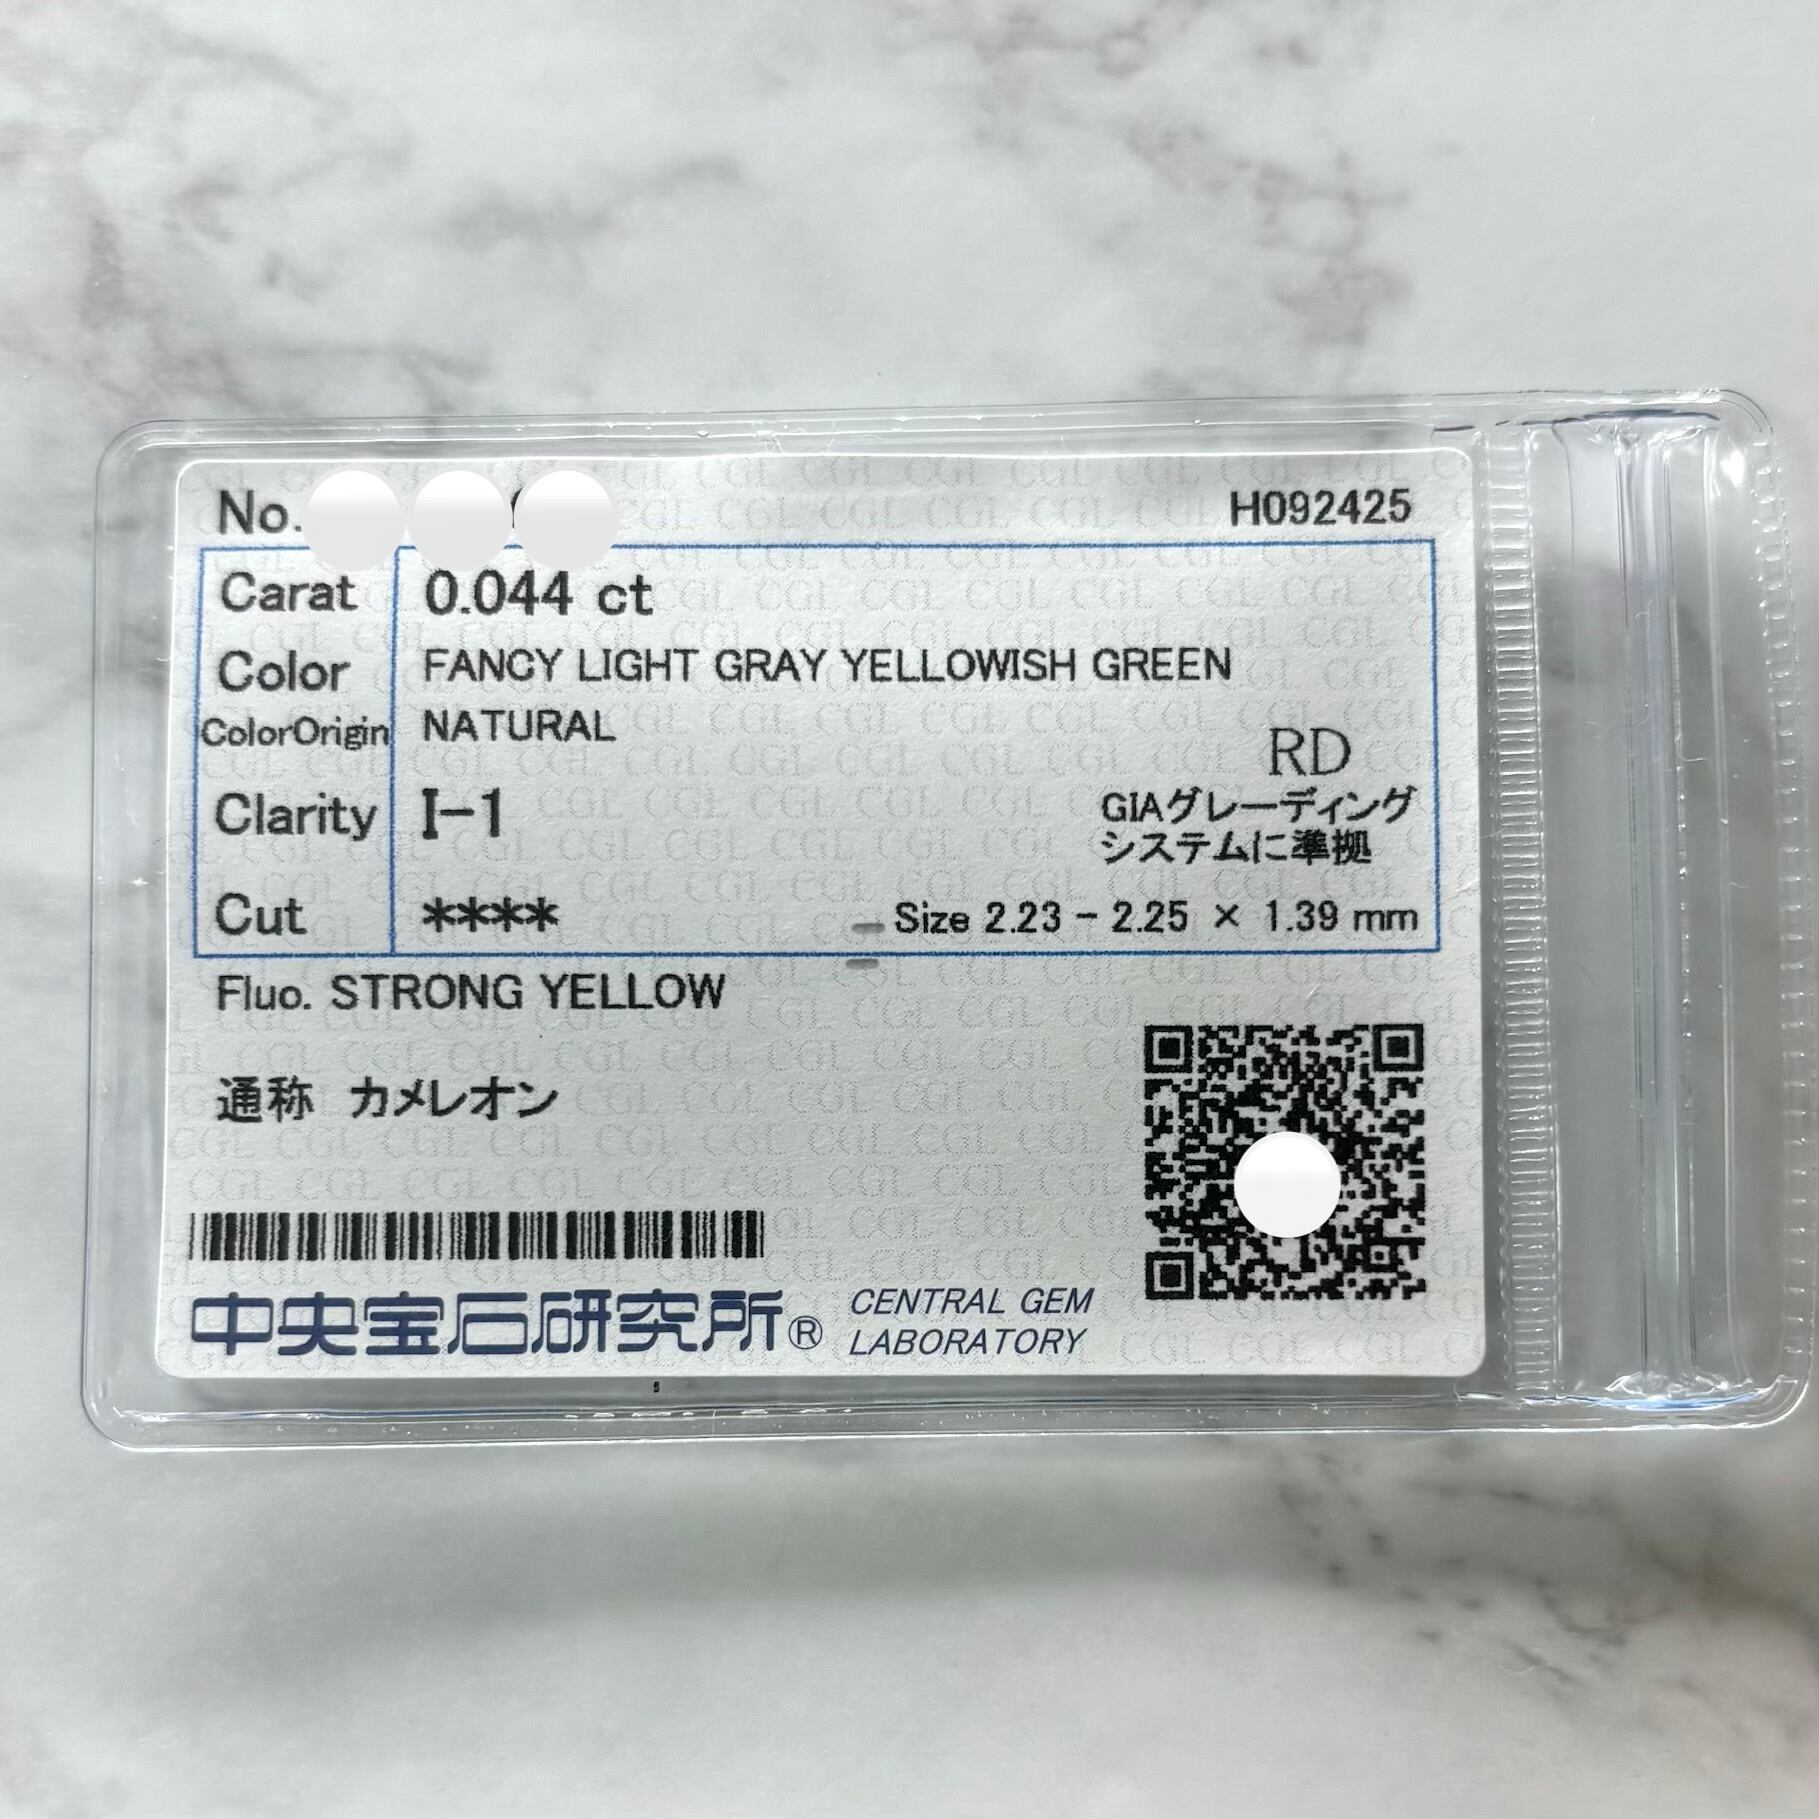 No.
H092425
Carat 0.044 ct
Color FANCY LIGHT GRAY YELLOWISH GREEN
ColorOrigin NATURAL
RD
Clarity I-1
GIAグレーディング
システムに準拠
Cut ****
Size 2.23 - 2.25 × 1.39 mm
Fluo. STRONG YELLOW
通称 カメレオン
中央宝石研究所®
CENTRAL GEM
LABORATORY